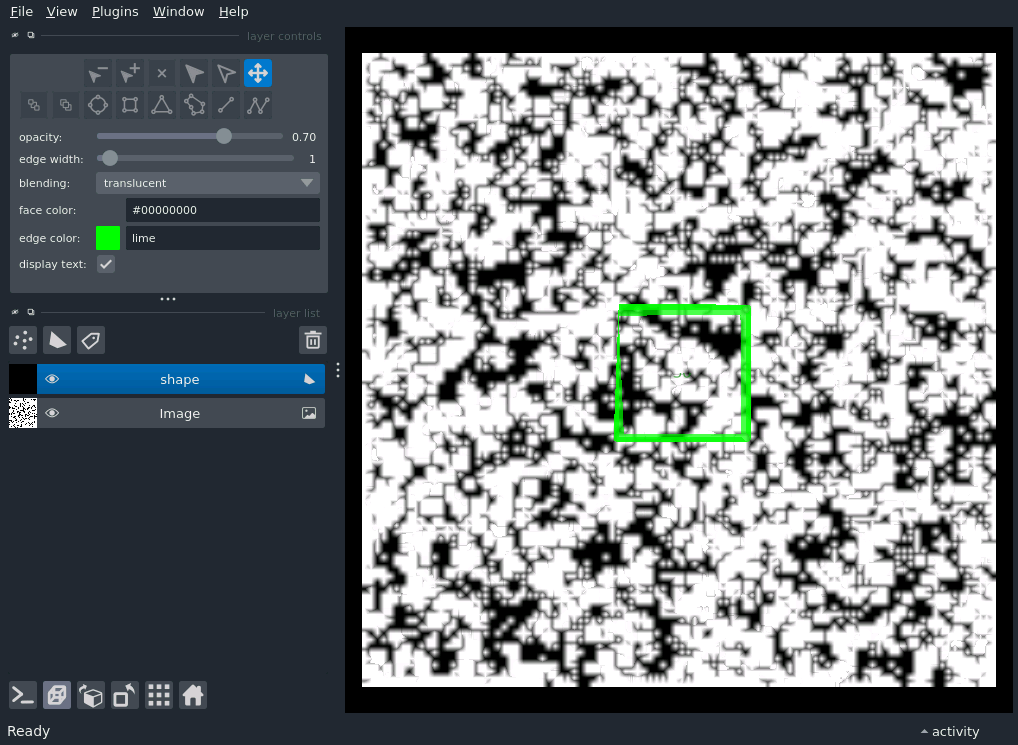 File View Plugins Window Help
layer controls
opacity: 0.70
edge width: 1
blending: translucent
face color: #00000000
edge color: lime
display text:
layer list
shape
Image
Ready
activity